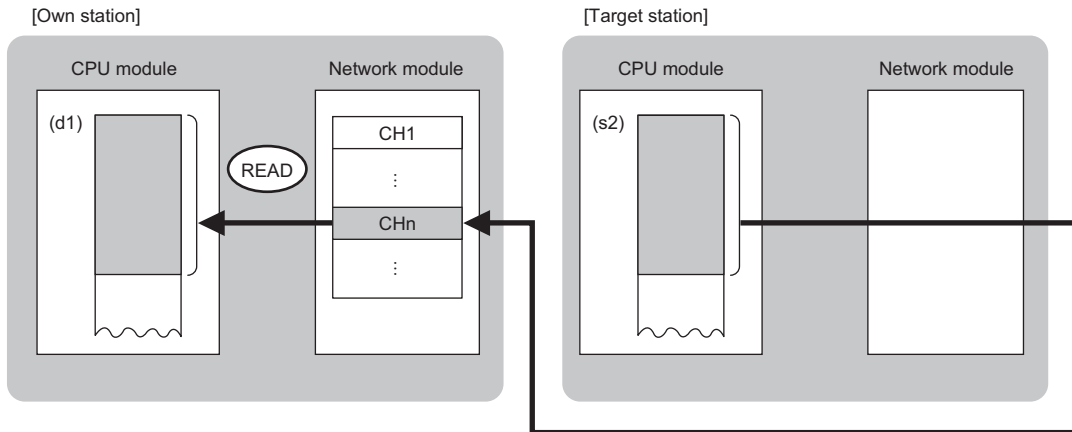 [Own station]
[Target station]
CPU module
Network module
CPU module
Network module
(d1)
CH1
(s2)
READ
⋮
CHn
⋮